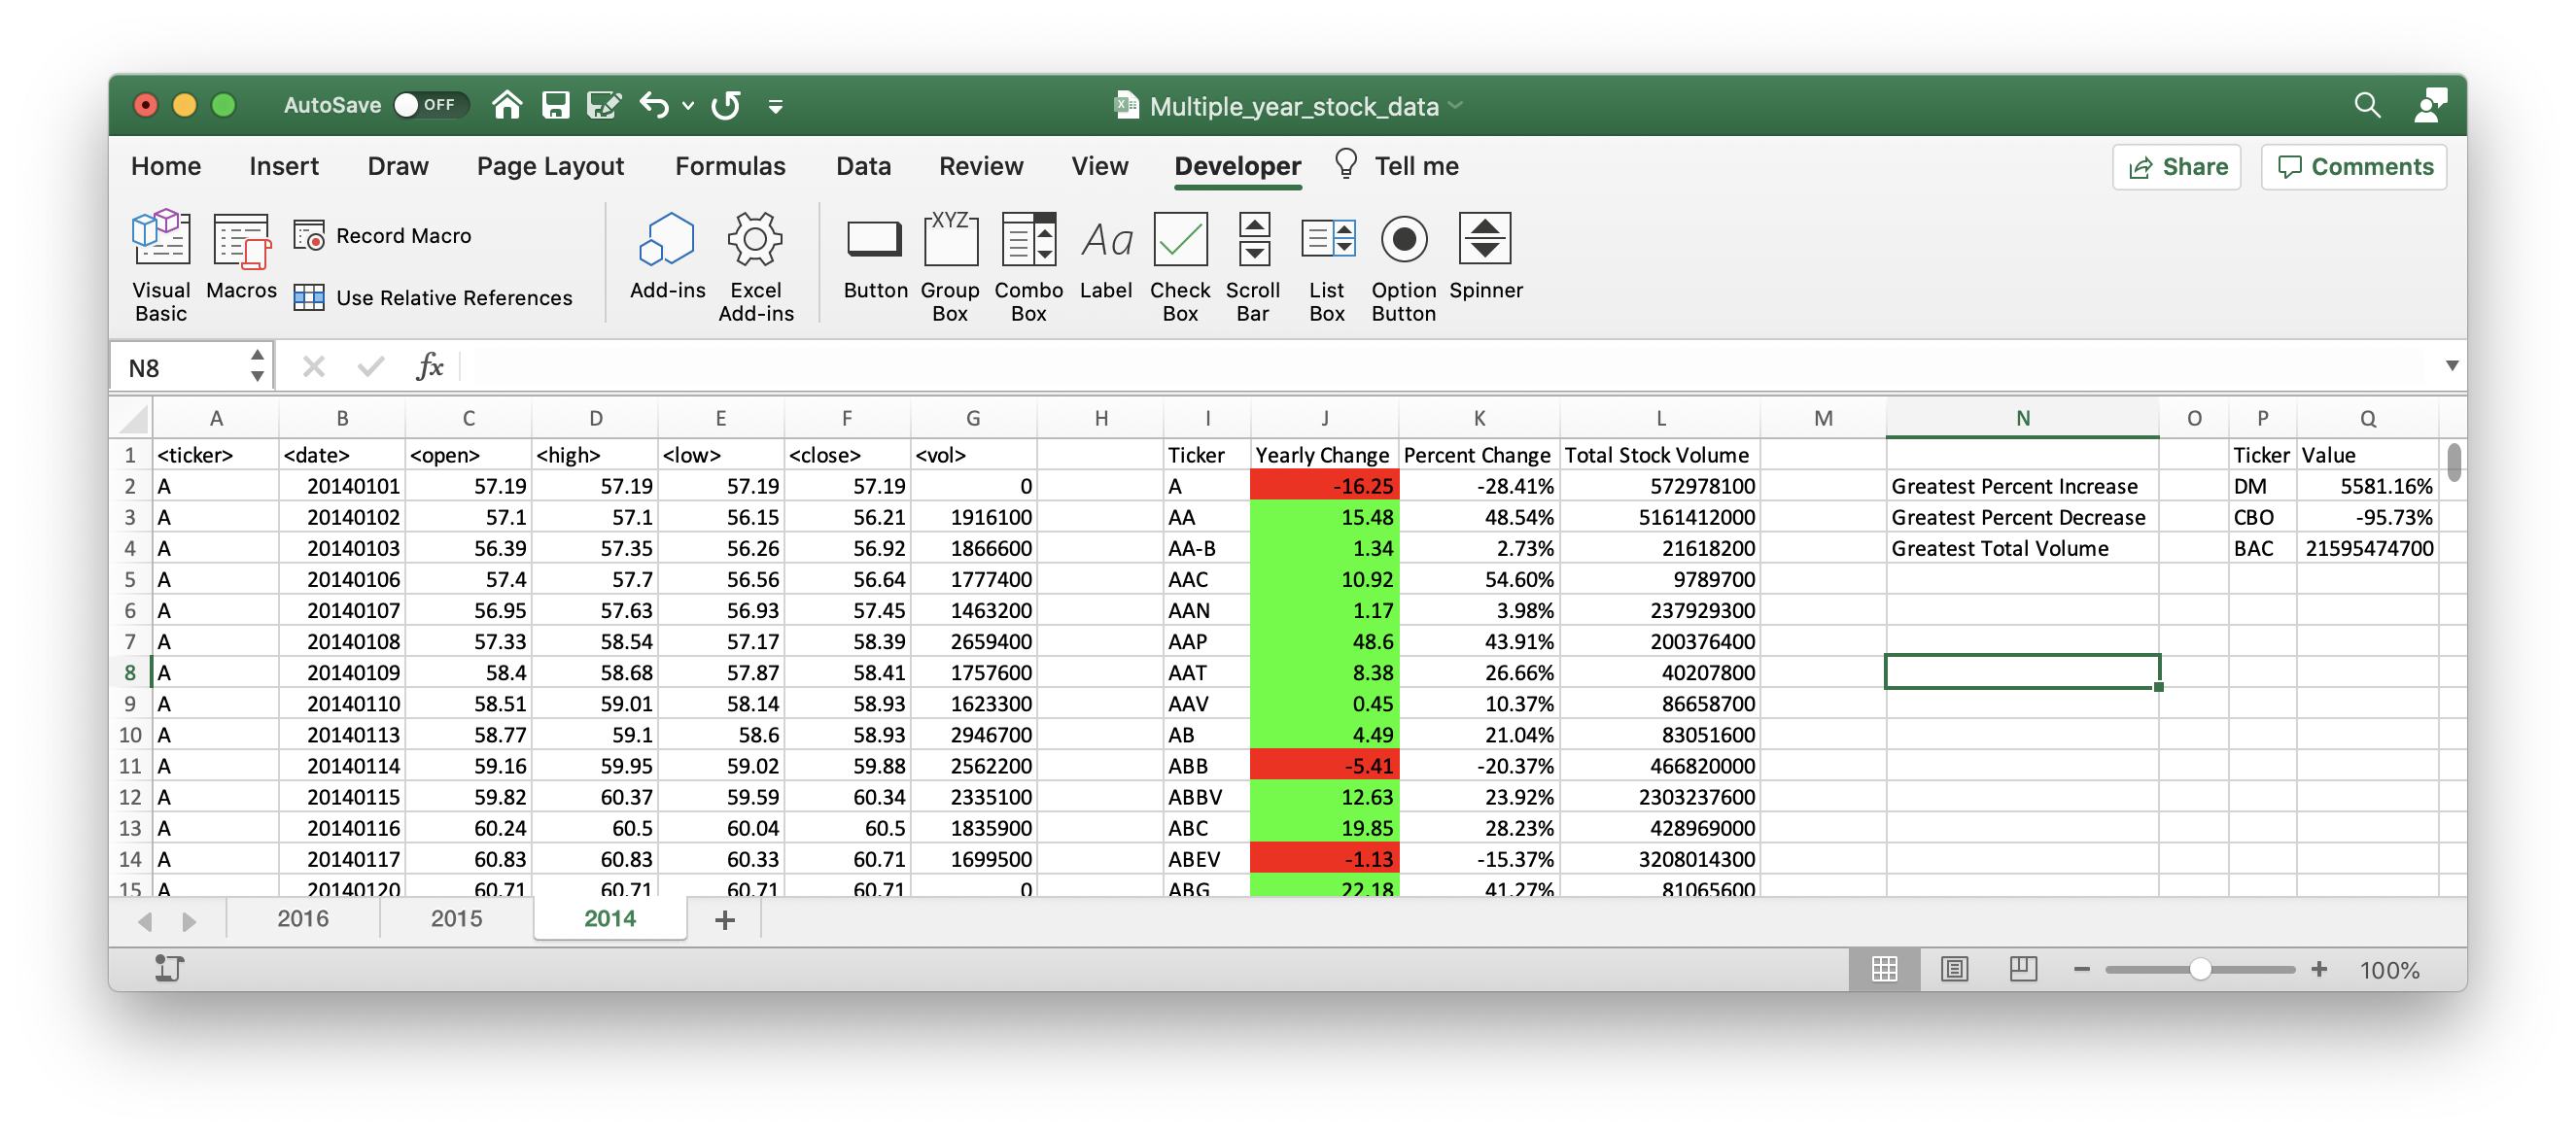 AutoSave OFF Multiple_year_stock_data
Home Insert Draw Page Layout Formulas Data Review View Developer Tell me Share Comments
Visual Basic Macros Record Macro Use Relative References Add-ins Excel Add-ins Button XYZ Group Box Combo Box Aa Label Check Box Scroll Bar List Box Option Button Spinner
N8 fx
A B C D E F G H I J K L M N O P Q
1 <ticker> <date> <open> <high> <low> <close> <vol> Ticker Yearly Change Percent Change Total Stock Volume Ticker Value
2 A 20140101 57.19 57.19 57.19 57.19 0 A -16.25 -28.41% 572978100 Greatest Percent Increase DM 5581.16%
3 A 20140102 57.1 57.1 56.15 56.21 1916100 AA 15.48 48.54% 5161412000 Greatest Percent Decrease CBO -95.73%
4 A 20140103 56.39 57.35 56.26 56.92 1866600 AA-B 1.34 2.73% 21618200 Greatest Total Volume BAC 21595474700
5 A 20140106 57.4 57.7 56.56 56.64 1777400 AAC 10.92 54.60% 9789700
6 A 20140107 56.95 57.63 56.93 57.45 1463200 AAN 1.17 3.98% 237929300
7 A 20140108 57.33 58.54 57.17 58.39 2659400 AAP 48.6 43.91% 200376400
8 A 20140109 58.4 58.68 57.87 58.41 1757600 AAT 8.38 26.66% 40207800
9 A 20140110 58.51 59.01 58.14 58.93 1623300 AAV 0.45 10.37% 86658700
10 A 20140113 58.77 59.1 58.6 58.93 2946700 AB 4.49 21.04% 83051600
11 A 20140114 59.16 59.95 59.02 59.88 2562200 ABB -5.41 -20.37% 466820000
12 A 20140115 59.82 60.37 59.59 60.34 2335100 ABBV 12.63 23.92% 2303237600
13 A 20140116 60.24 60.5 60.04 60.5 1835900 ABC 19.85 28.23% 428969000
14 A 20140117 60.83 60.83 60.33 60.71 1699500 ABEV -1.13 -15.37% 3208014300
15 A 20140120 60.71 60.71 60.71 60.71 0 ABG 22.18 41.27% 81065600
2016 2015 2014
100%